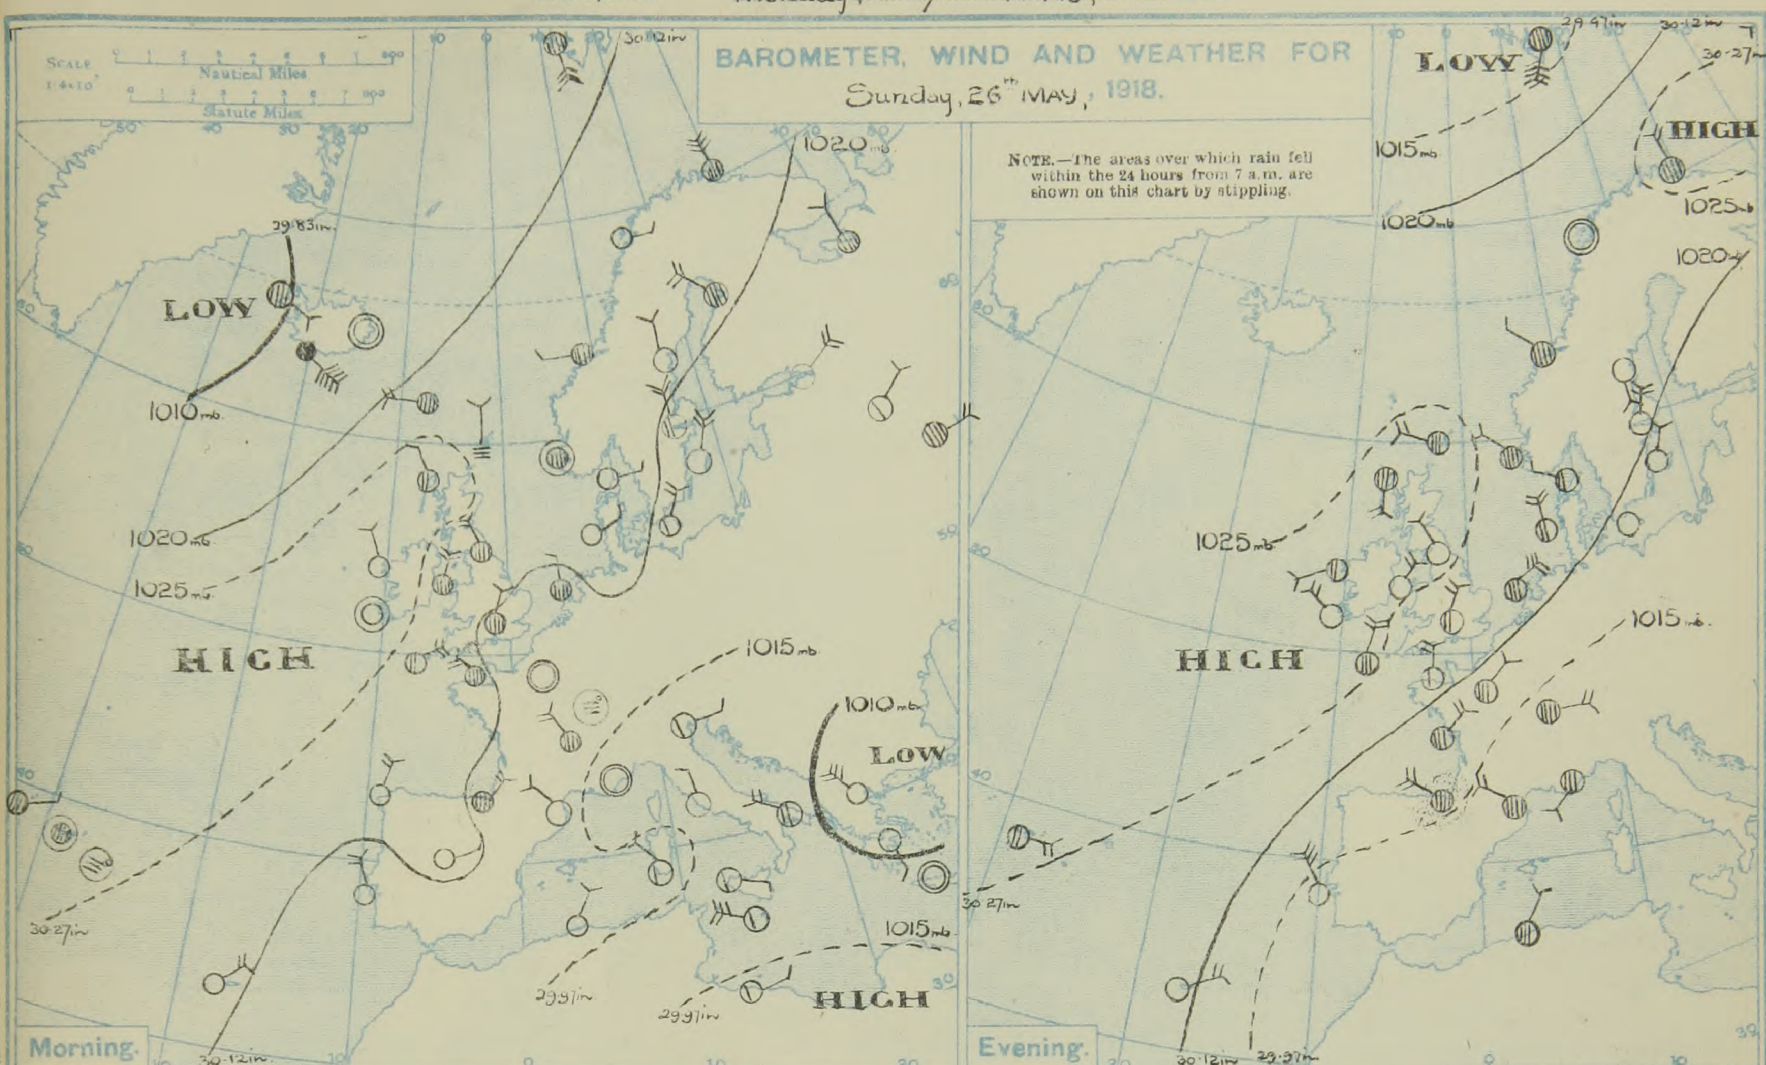 SCALE
Nautical Miles
Statute Miles
BAROMETER, WIND AND WEATHER FOR
Sunday, 26th MAY, 1918.
NOTE.—The areas over which rain fell
within the 24 hours from 7 a.m. are
shown on this chart by stippling.
30·12in
1020mb
29·83in
LOW
1010mb
1020mb
1025mb
HIGH
1015mb
1010mb
LOW
30·27in
1015mb
29·97in
29·97in
HIGH
Morning.
30·12in
29·97in
30·12in
30·27in
LOW
HIGH
1015mb
1020mb
1025mb
1020mb
1025mb
1015mb
HIGH
30·27in
Evening.
30·12in
29·97in